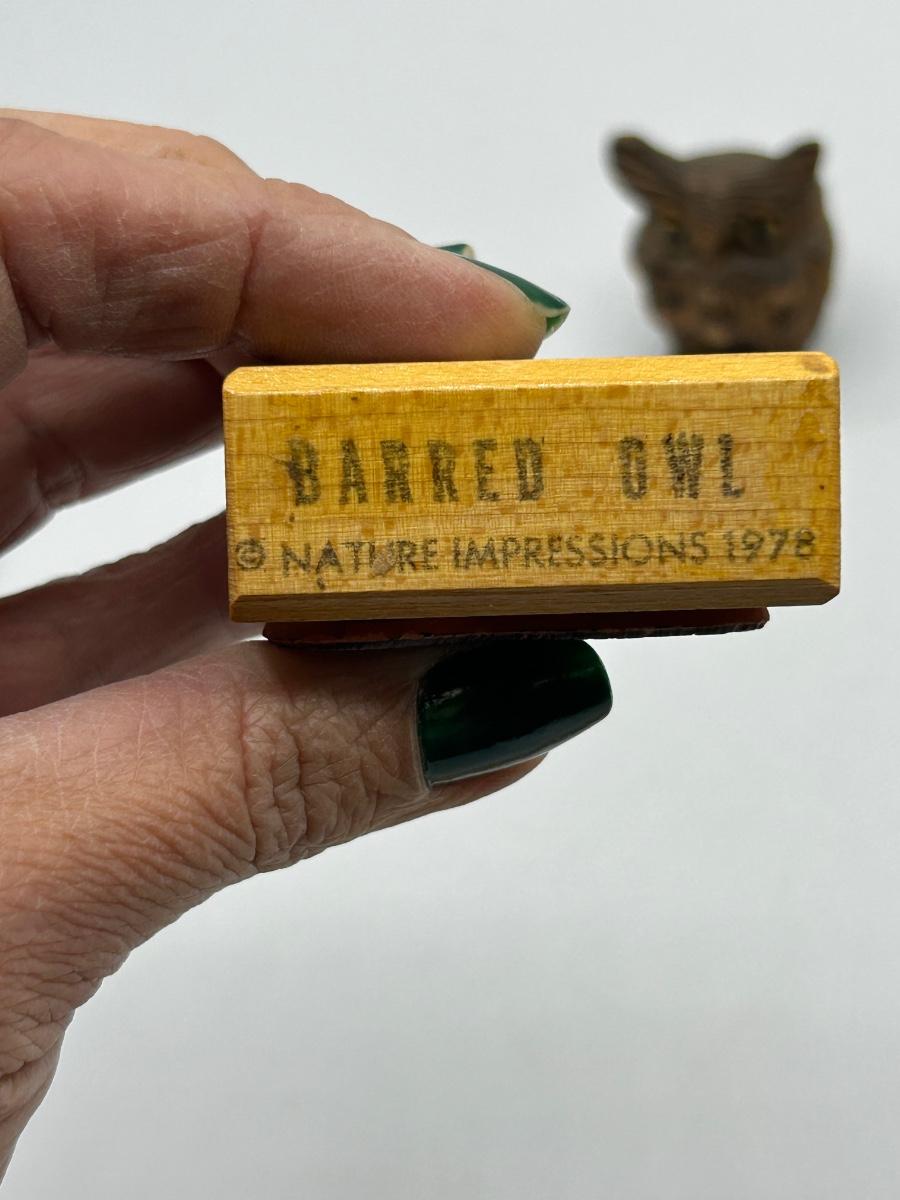 BARRED OWL
© NATURE IMPRESSIONS 1978